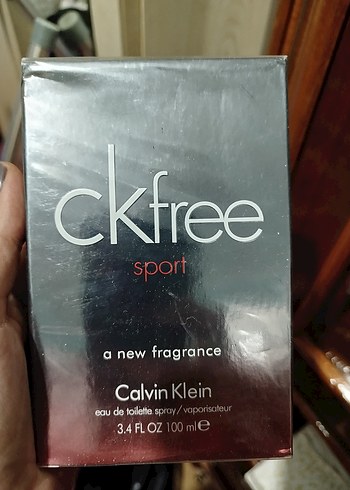 ckfree
sport
a new fragrance
Calvin Klein
eau de toilette spray/vaporisateur
3.4 FL OZ 100 ml℮